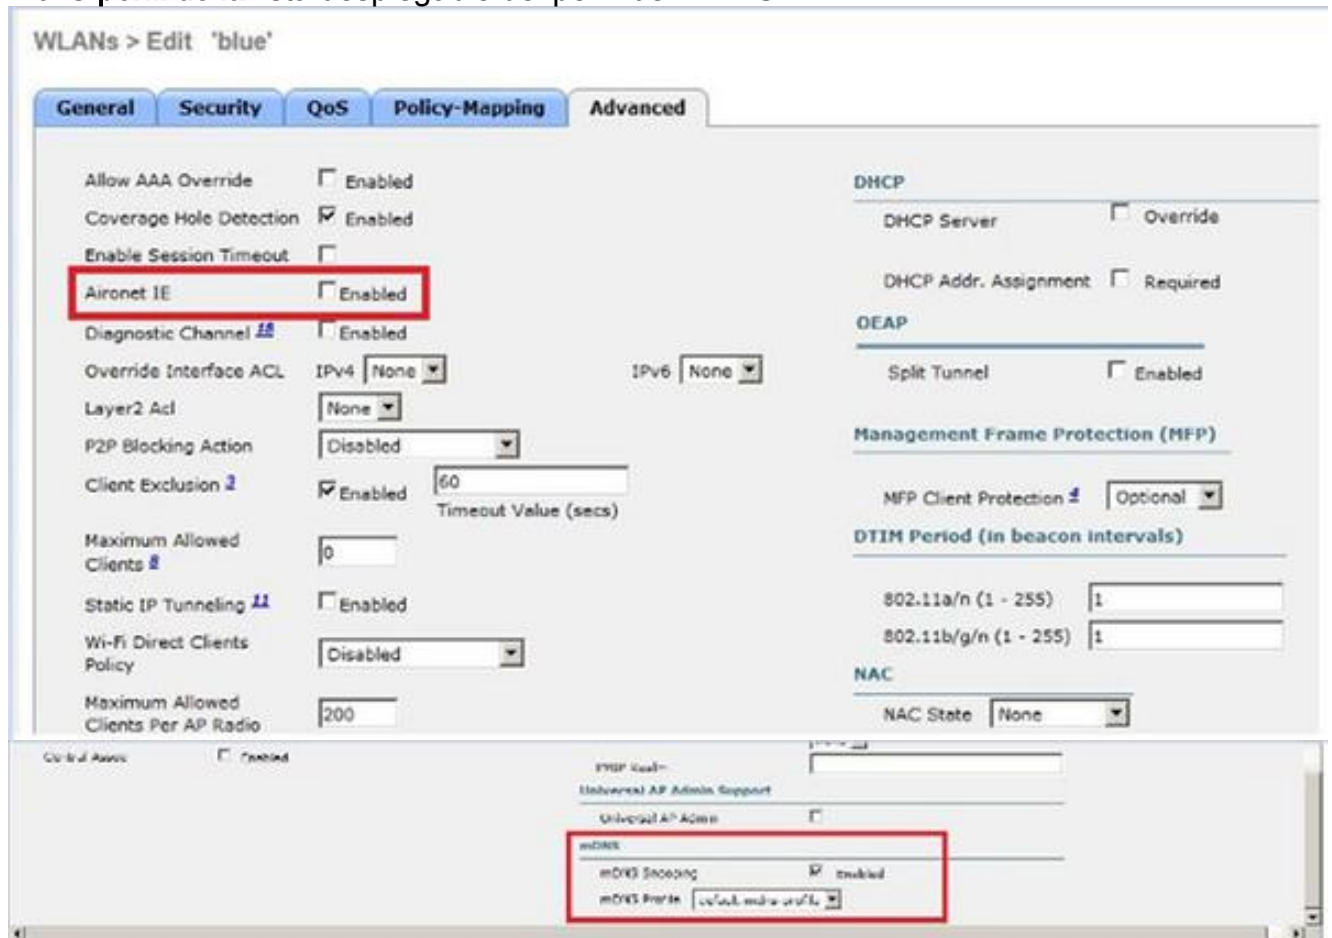 WLANs > Edit 'blue'
General Security QoS Policy-Mapping Advanced
Allow AAA Override Enabled
Coverage Hole Detection Enabled
Enable Session Timeout
Aironet IE Enabled
Diagnostic Channel 18 Enabled
Override Interface ACL IPv4 None IPv6 None
Layer2 Acl None
P2P Blocking Action Disabled
Client Exclusion 3 Enabled 60
Timeout Value (secs)
Maximum Allowed
Clients 8 0
Static IP Tunneling 11 Enabled
Wi-Fi Direct Clients
Policy Disabled
Maximum Allowed
Clients Per AP Radio 200
DHCP
DHCP Server Override
DHCP Addr. Assignment Required
OEAP
Split Tunnel Enabled
Management Frame Protection (MFP)
MFP Client Protection 4 Optional
DTIM Period (in beacon intervals)
802.11a/n (1 - 255) 1
802.11b/g/n (1 - 255) 1
NAC
NAC State None
Enabled
Universal AP Admin Support
Universal AP Admin
mDNS
mDNS Snooping Enabled
mDNS Profile default-mdns-profile